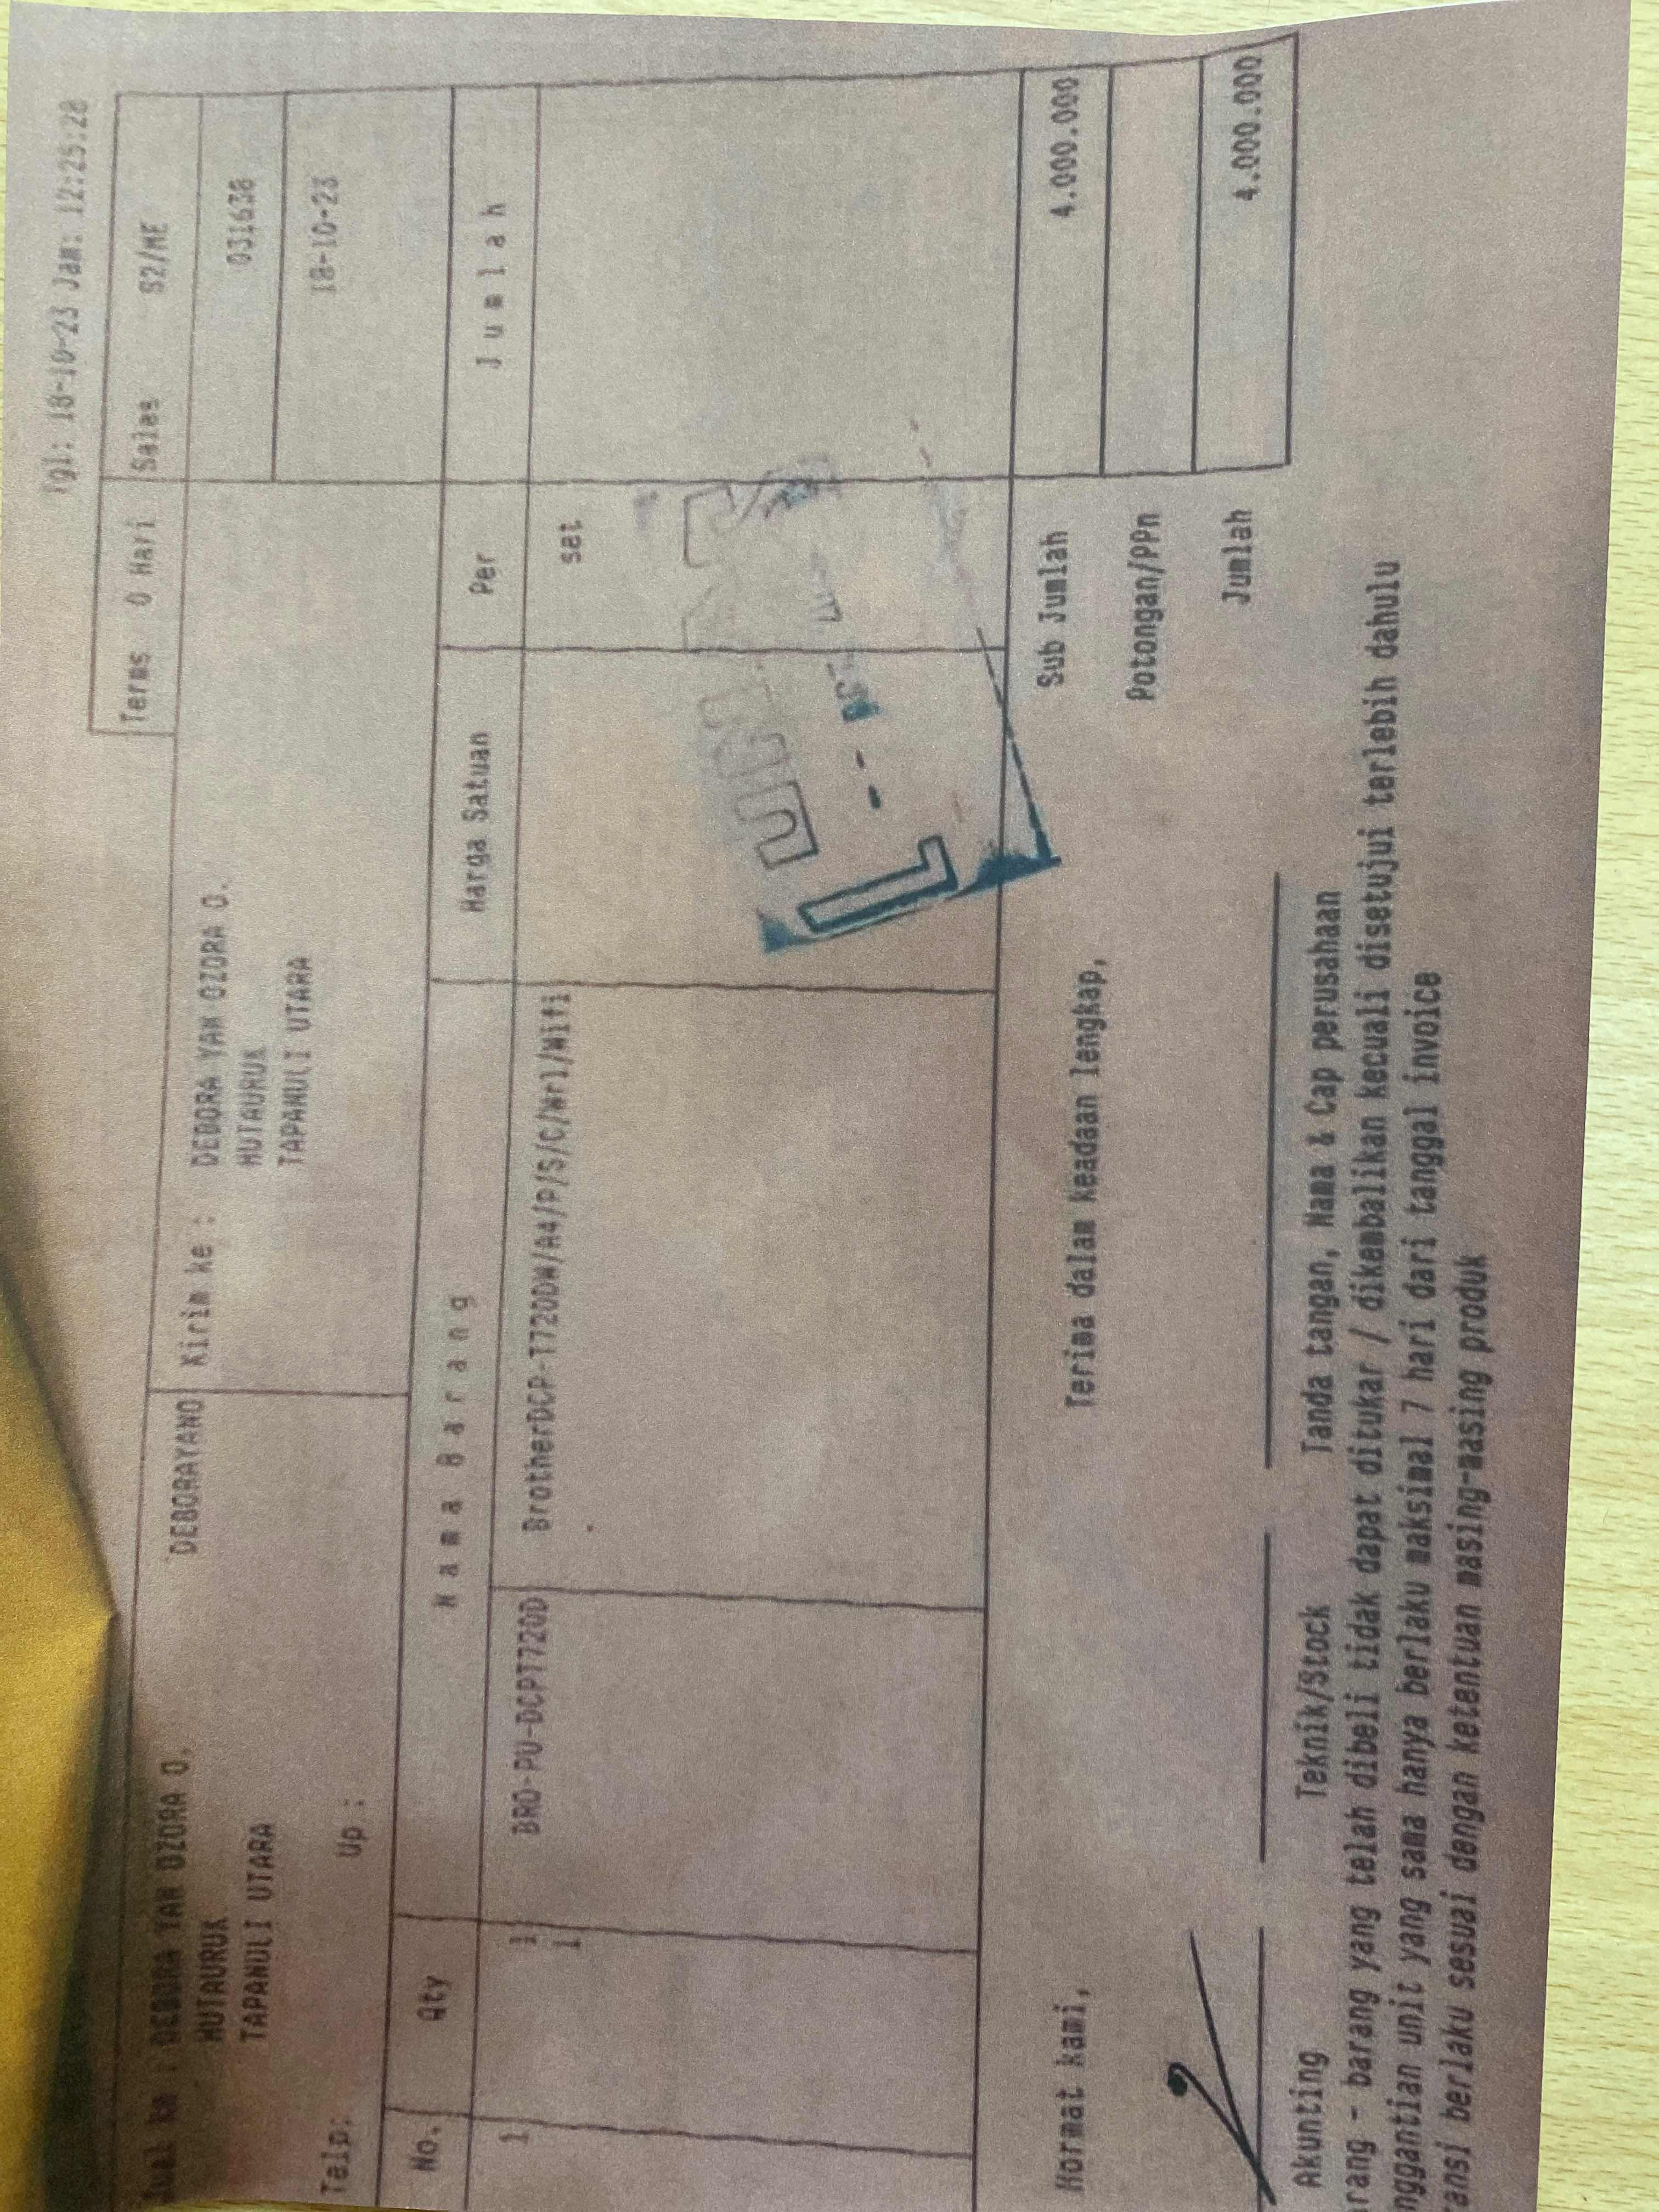 Tgl: 18-10-23 Jam: 12:25:28
Terms 0 Hari Sales S2/ME
DEBORAYANO Kirim ke : DEBORA YAN OZORA O.
HUTAURUK HUTAURUK 031638
TAPANULI UTARA TAPANULI UTARA 18-10-23
Telp: Up :
No. Qty Nama Barang Harga Satuan Per Jumlah
1 1 BRO-PU-DCPT720D BrotherDCP-T720DW/A4/P/S/C/Wrl/Wifi
1 . set
Hormat kami, Terima dalam keadaan lengkap, Sub Jumlah 4.000.000
Potongan/PPn
Jumlah 4.000.000
Akunting Teknik/Stock Tanda tangan, Nama & Cap perusahaan
rang - barang yang telah dibeli tidak dapat ditukar / dikembalikan kecuali disetujui terlebih dahulu
nggantian unit yang sama hanya berlaku maksimal 7 hari dari tanggal invoice
ransi berlaku sesuai dengan ketentuan masing-masing produk